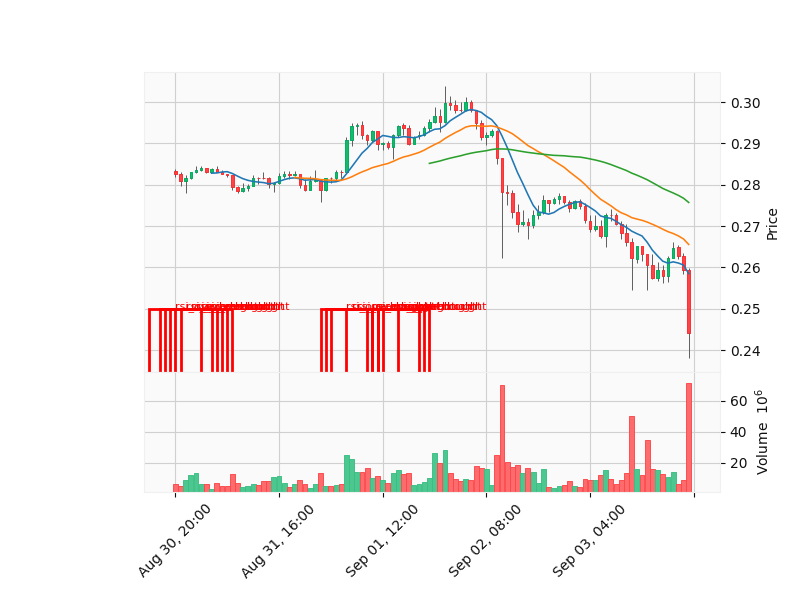 0.30
0.29
0.28
0.27
Price
0.26
0.25
0.24
60
40
20
Volume 10⁶
Aug 30, 20:00
Aug 31, 16:00
Sep 01, 12:00
Sep 02, 08:00
Sep 03, 04:00